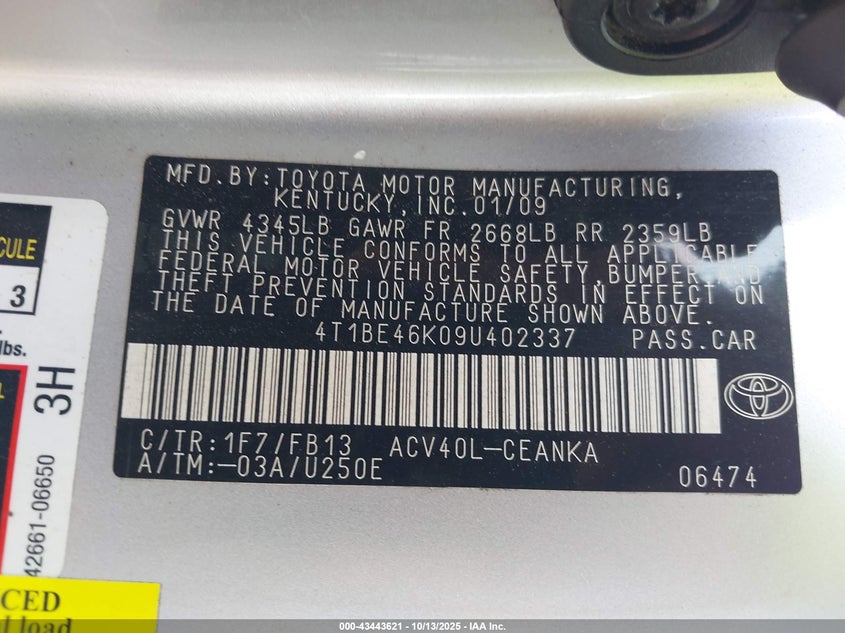 MFD.BY:TOYOTA MOTOR MANUFACTURING,
KENTUCKY, INC.01/09
GVWR 4345LB GAWR FR 2668LB RR 2359LB
THIS VEHICLE CONFORMS TO ALL APPLICABLE
FEDERAL MOTOR VEHICLE SAFETY, BUMPER AND
THEFT PREVENTION STANDARDS IN EFFECT ON
THE DATE OF MANUFACTURE SHOWN ABOVE.
4T1BE46K09U402337 PASS.CAR
C/TR:1F7/FB13 ACV40L-CEANKA
A/TM:-03A/U250E 06474
3
lbs.
3H
42661-06650
000-43443621 | 10/13/2025 | IAA Inc.